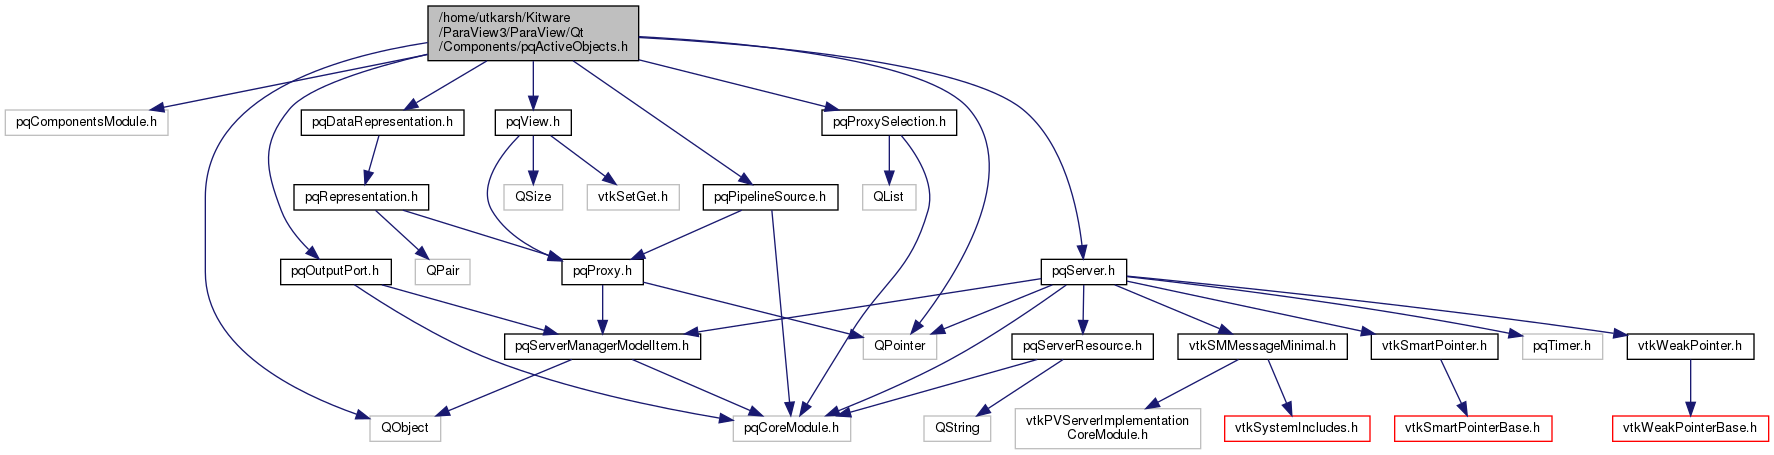 /home/utkarsh/Kitware
/ParaView3/ParaView/Qt
/Components/pqActiveObjects.h
pqComponentsModule.h
pqDataRepresentation.h
pqView.h
pqProxySelection.h
pqRepresentation.h
QSize
vtkSetGet.h
pqPipelineSource.h
QList
pqOutputPort.h
QPair
pqProxy.h
pqServer.h
pqServerManagerModelItem.h
QPointer
pqServerResource.h
vtkSMMessageMinimal.h
vtkSmartPointer.h
pqTimer.h
vtkWeakPointer.h
QObject
pqCoreModule.h
QString
vtkPVServerImplementation
CoreModule.h
vtkSystemIncludes.h
vtkSmartPointerBase.h
vtkWeakPointerBase.h